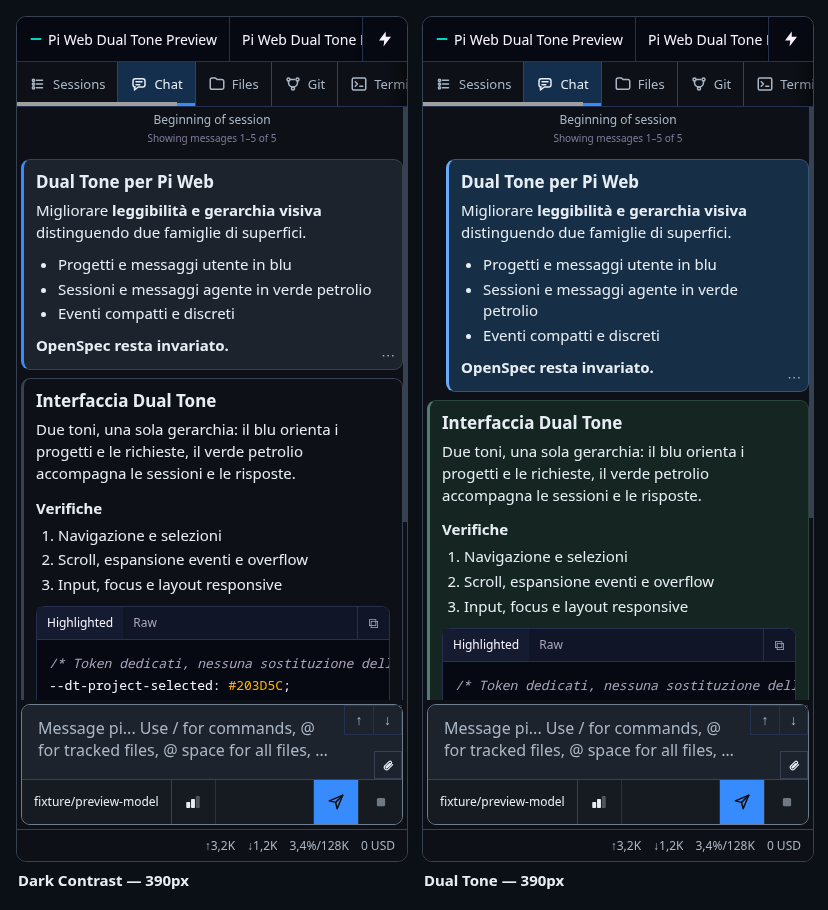 Pi Web Dual Tone Preview
Pi Web Dual Tone
Sessions
Chat
Files
Git
Termi
Beginning of session
Showing messages 1–5 of 5
Dual Tone per Pi Web
Migliorare leggibilità e gerarchia visiva
distinguendo due famiglie di superfici.
• Progetti e messaggi utente in blu
• Sessioni e messaggi agente in verde petrolio
• Eventi compatti e discreti
OpenSpec resta invariato.
...
Interfaccia Dual Tone
Due toni, una sola gerarchia: il blu orienta i
progetti e le richieste, il verde petrolio
accompagna le sessioni e le risposte.
Verifiche
1. Navigazione e selezioni
2. Scroll, espansione eventi e overflow
3. Input, focus e layout responsive
Highlighted
Raw
/* Token dedicati, nessuna sostituzione dell
--dt-project-selected: #203D5C;
Message pi... Use / for commands, @
for tracked files, @ space for all files, ...
↑
↓
fixture/preview-model
↑3,2K ↓1,2K 3,4%/128K 0 USD
Dark Contrast — 390px
Pi Web Dual Tone Preview
Pi Web Dual Tone
Sessions
Chat
Files
Git
Termi
Beginning of session
Showing messages 1–5 of 5
Dual Tone per Pi Web
Migliorare leggibilità e gerarchia visiva
distinguendo due famiglie di superfici.
• Progetti e messaggi utente in blu
• Sessioni e messaggi agente in verde
petrolio
• Eventi compatti e discreti
OpenSpec resta invariato.
...
Interfaccia Dual Tone
Due toni, una sola gerarchia: il blu orienta i
progetti e le richieste, il verde petrolio
accompagna le sessioni e le risposte.
Verifiche
1. Navigazione e selezioni
2. Scroll, espansione eventi e overflow
3. Input, focus e layout responsive
Highlighted
Raw
/* Token dedicati, nessuna sostituzione dell
Message pi... Use / for commands, @
for tracked files, @ space for all files, ...
↑
↓
fixture/preview-model
↑3,2K ↓1,2K 3,4%/128K 0 USD
Dual Tone — 390px